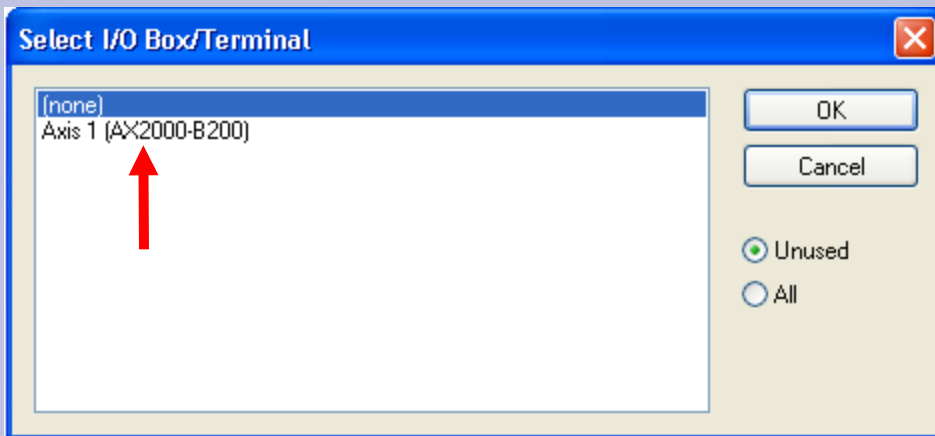 Select I/O Box/Terminal
(none)
Axis 1 (AX2000-B200)
OK
Cancel
Unused
All